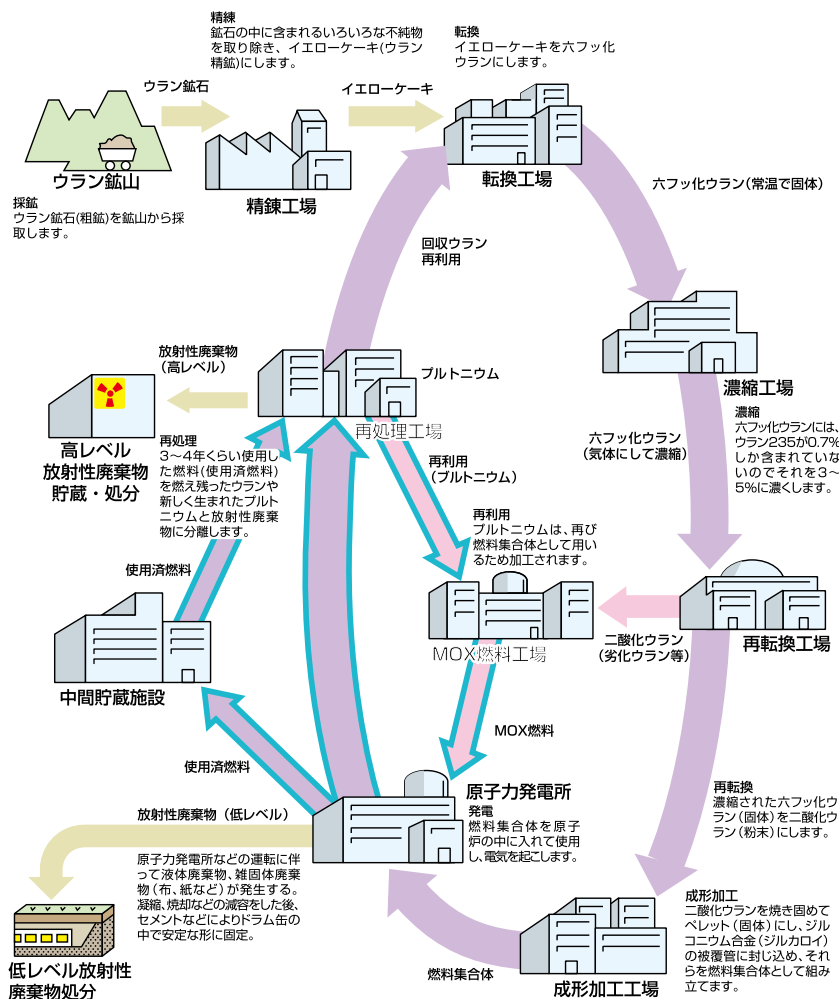 精練
鉱石の中に含まれるいろいろな不純物
を取り除き、イエローケーキ(ウラン
精鉱)にします。
転換
イエローケーキを六フッ化
ウランにします。
ウラン鉱石
イエローケーキ
ウラン鉱山
精錬工場
転換工場
採鉱
ウラン鉱石(粗鉱)を鉱山から採
取します。
六フッ化ウラン(常温で固体)
回収ウラン
再利用
放射性廃棄物
(高レベル)
プルトニウム
再処理工場
濃縮工場
高レベル
放射性廃棄物
貯蔵・処分
再処理
3〜4年くらい使用し
た燃料(使用済燃料)
を燃え残ったウランや
新しく生まれたプルト
ニウムと放射性廃棄
物に分離します。
再利用
(プルトニウム)
六フッ化ウラン
(気体にして濃縮)
濃縮
六フッ化ウランには、
ウラン235が0.7%
しか含まれていな
いのでそれを3〜
5%に濃くします。
再利用
プルトニウムは、再び
燃料集合体として用い
るため加工されます。
使用済燃料
中間貯蔵施設
MOX燃料工場
二酸化ウラン
(劣化ウラン等)
再転換工場
MOX燃料
使用済燃料
原子力発電所
発電
燃料集合体を原子
炉の中に入れて使用
し、電気を起こします。
再転換
濃縮された六フッ化ウ
ラン(固体)を二酸化ウ
ラン(粉末)にします。
放射性廃棄物(低レベル)
原子力発電所などの運転に伴
って液体廃棄物、雑固体廃棄
物(布、紙など)が発生する。
凝縮、焼却などの減容をした後、
セメントなどによりドラム缶の
中で安定な形に固定。
低レベル放射性
廃棄物処分
燃料集合体
成形加工工場
成形加工
二酸化ウランを焼き固めて
ペレット(固体)にし、ジル
コニウム合金(ジルカロイ)
の被覆管に封じ込め、それ
らを燃料集合体として組み
立てます。